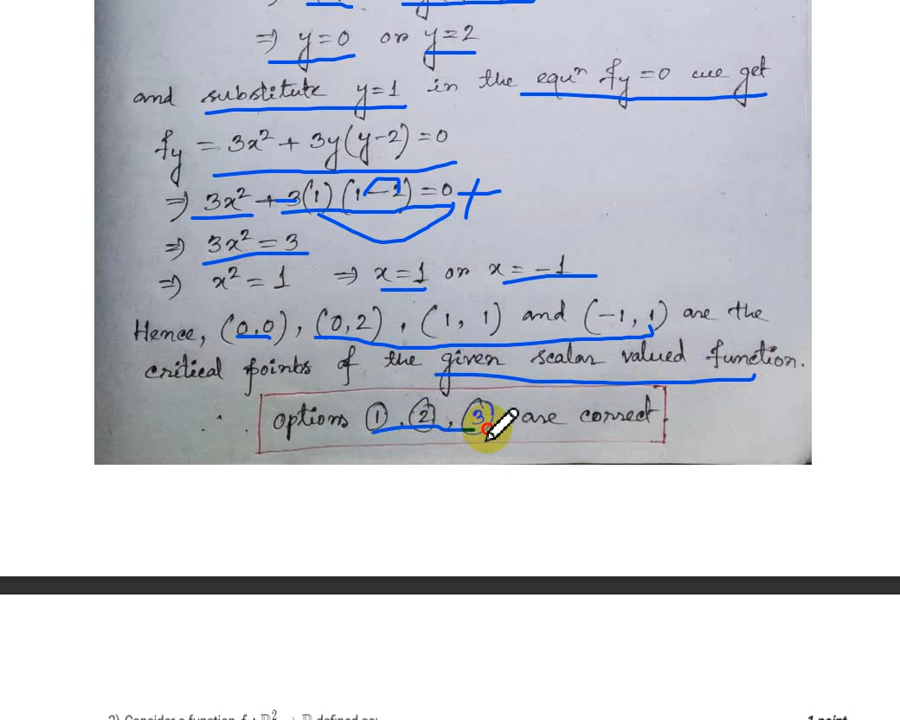 ⇒ y=0 or y=2
and substitute y=1 in the equⁿ fy=0 we get
fy = 3x² + 3y(y-2)=0
⇒ 3x² + 3(1)(1-2)=0
⇒ 3x² = 3
⇒ x² = 1 ⇒ x=1 or x=-1
Hence, (0,0), (0,2), (1,1) and (-1,1) are the
critical points of the given scalar valued function.
∴ options ①, ②, ③ are correct.
1 point